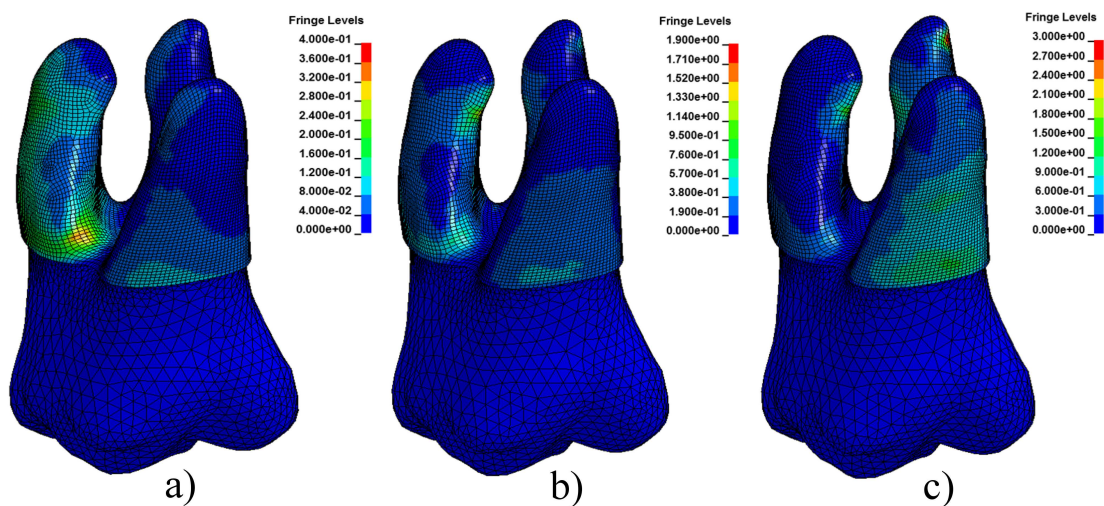 Fringe Levels
4.000e-01
3.600e-01
3.200e-01
2.800e-01
2.400e-01
2.000e-01
1.600e-01
1.200e-01
8.000e-02
4.000e-02
0.000e+00
Fringe Levels
1.900e+00
1.710e+00
1.520e+00
1.330e+00
1.140e+00
9.500e-01
7.600e-01
5.700e-01
3.800e-01
1.900e-01
0.000e+00
Fringe Levels
3.000e+00
2.700e+00
2.400e+00
2.100e+00
1.800e+00
1.500e+00
1.200e+00
9.000e-01
6.000e-01
3.000e-01
0.000e+00
a)
b)
c)